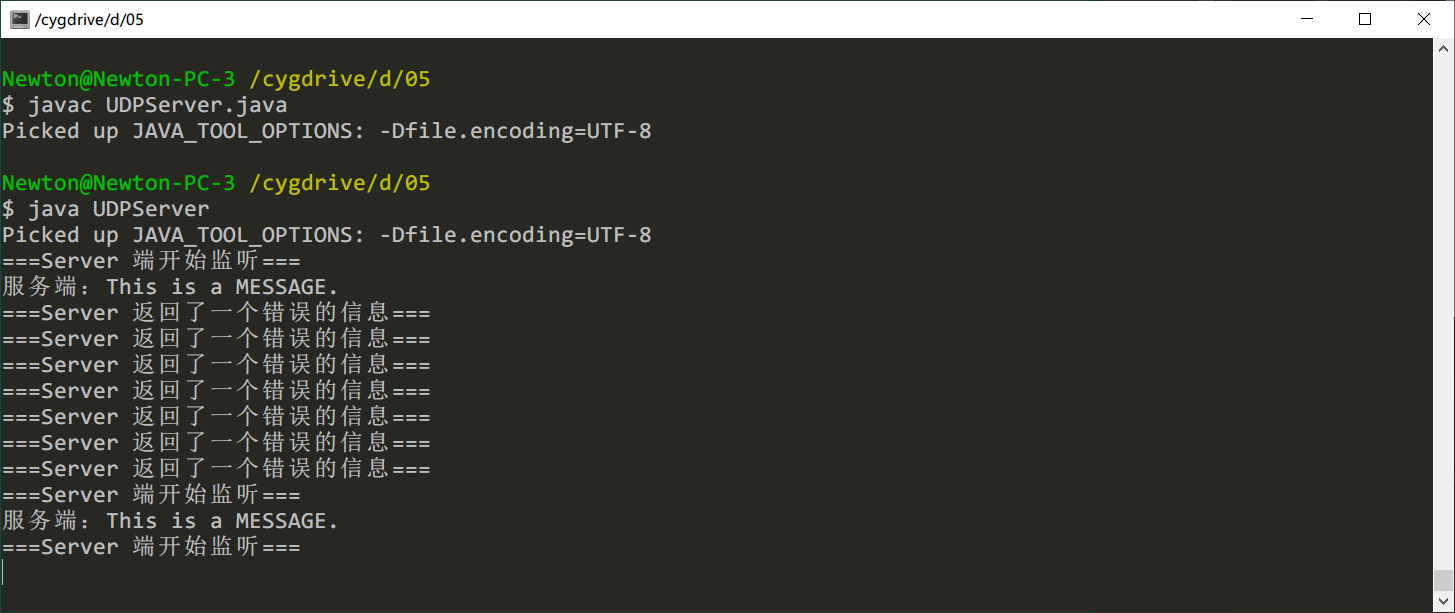 /cygdrive/d/05
Newton@Newton-PC-3 /cygdrive/d/05
$ javac UDPServer.java
Picked up JAVA_TOOL_OPTIONS: -Dfile.encoding=UTF-8
Newton@Newton-PC-3 /cygdrive/d/05
$ java UDPServer
Picked up JAVA_TOOL_OPTIONS: -Dfile.encoding=UTF-8
===Server 端开始监听===
服务端：This is a MESSAGE.
===Server 返回了一个错误的信息===
===Server 返回了一个错误的信息===
===Server 返回了一个错误的信息===
===Server 返回了一个错误的信息===
===Server 返回了一个错误的信息===
===Server 返回了一个错误的信息===
===Server 返回了一个错误的信息===
===Server 端开始监听===
服务端：This is a MESSAGE.
===Server 端开始监听===